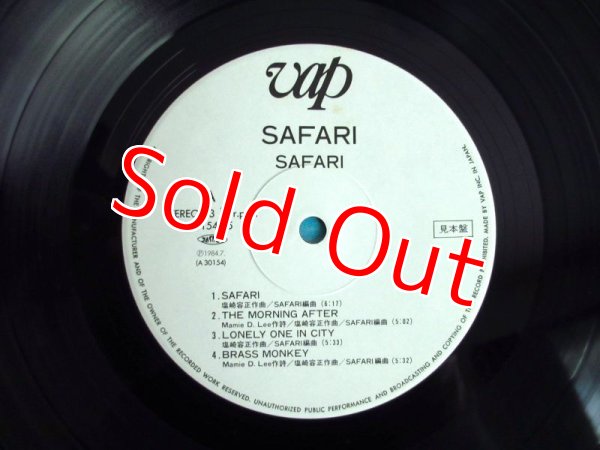 vap
SAFARI
SAFARI
Sold Out
見本盤
Ⓟ1984.7.
(A 30154)
1. SAFARI
塩崎容正作曲/SAFARI編曲 (6:17)
2. THE MORNING AFTER
Mamie D. Lee作詩/塩崎容正作曲/SAFARI編曲 (5:02)
3. LONELY ONE IN CITY
塩崎容正作曲/SAFARI編曲 (5:33)
4. BRASS MONKEY
Mamie D. Lee作詩/塩崎容正作曲/SAFARI編曲 (5:32)
MANUFACTURER AND OF THE OWNER OF THE RECORDED WORK RESERVED. UNAUTHORIZED PUBLIC PERFORMANCE AND BROADCASTING AND COPYING OF THE RECORD PROHIBITED. MADE BY VAP INC. IN JAPAN.